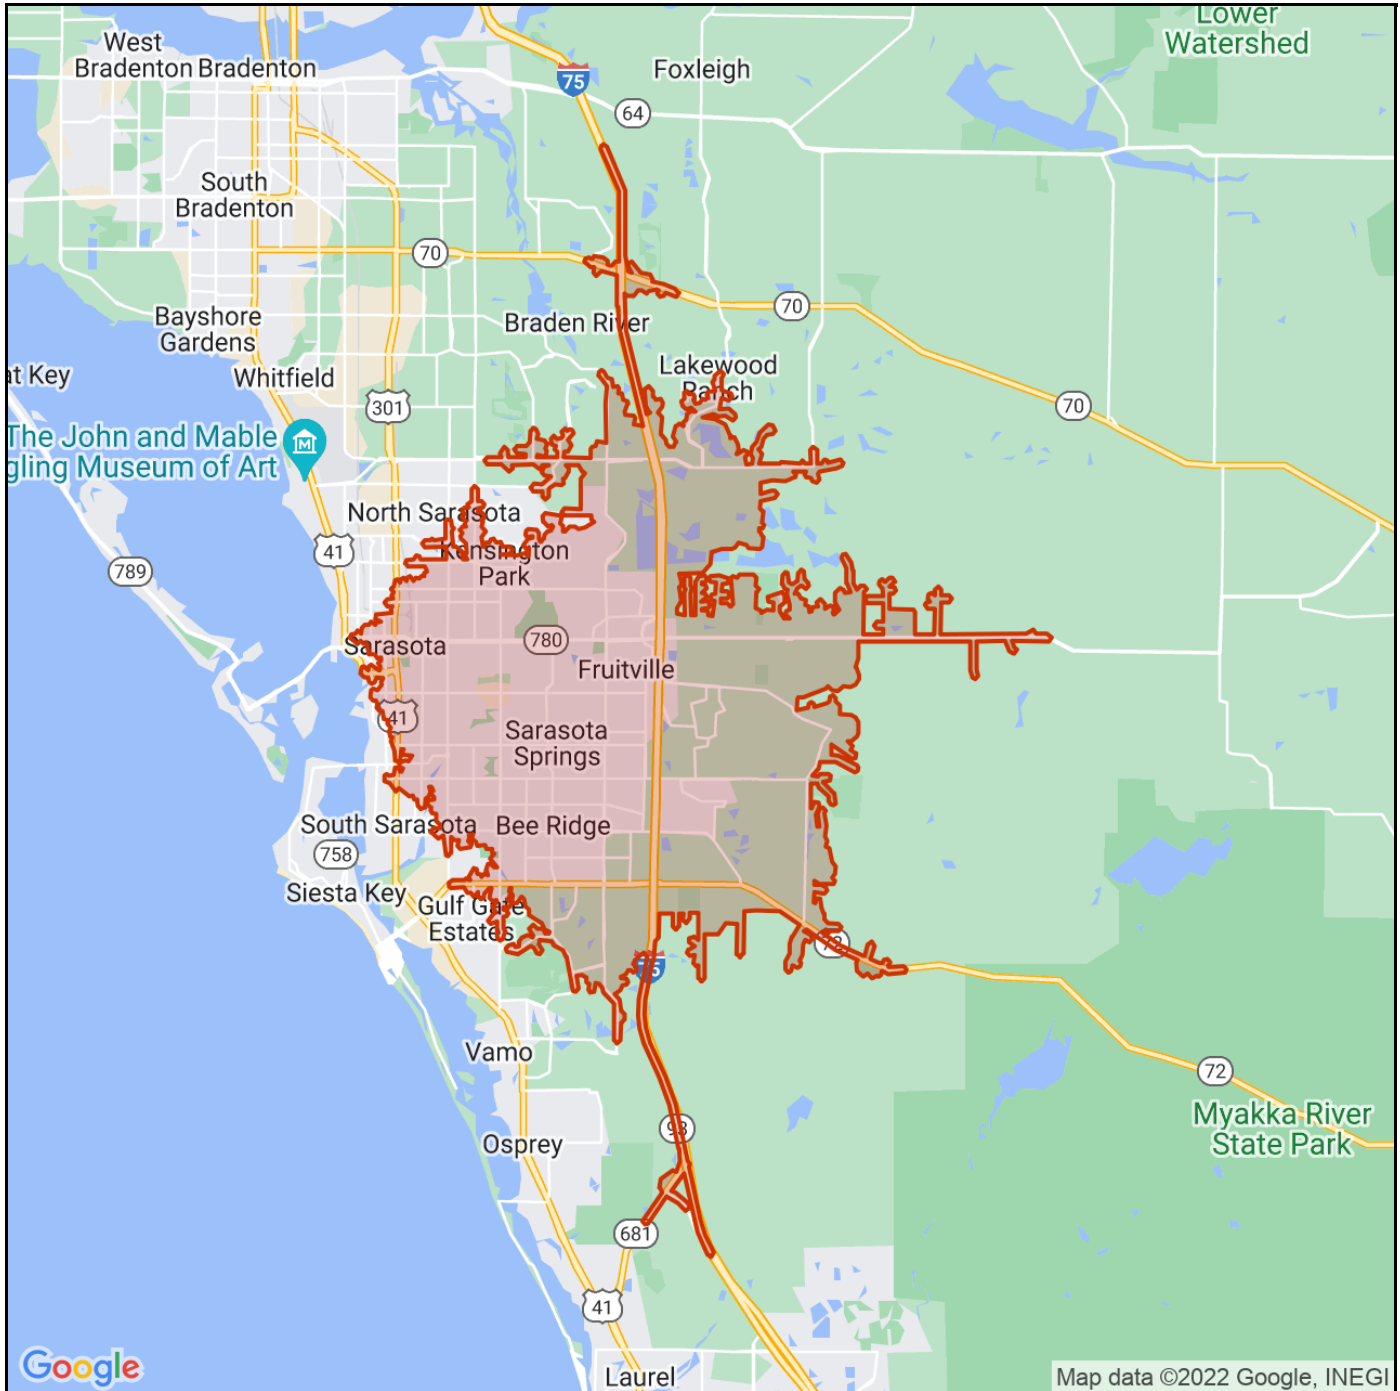 Lower
Watershed
West
Bradenton
Bradenton
Foxleigh
75
64
South
Bradenton
70
70
Bayshore
Gardens
Braden River
at Key
Whitfield
Lakewood
Ranch
301
70
The John and Mable
gling Museum of Art
M
North Sarasota
41
Kensington
Park
789
Sarasota
780
Fruitville
41
Sarasota
Springs
South Sarasota
Bee Ridge
758
Siesta Key
Gulf Gate
Estates
72
75
Vamo
72
Myakka River
State Park
93
Osprey
681
41
Laurel
Google
Map data ©2022 Google, INEGI